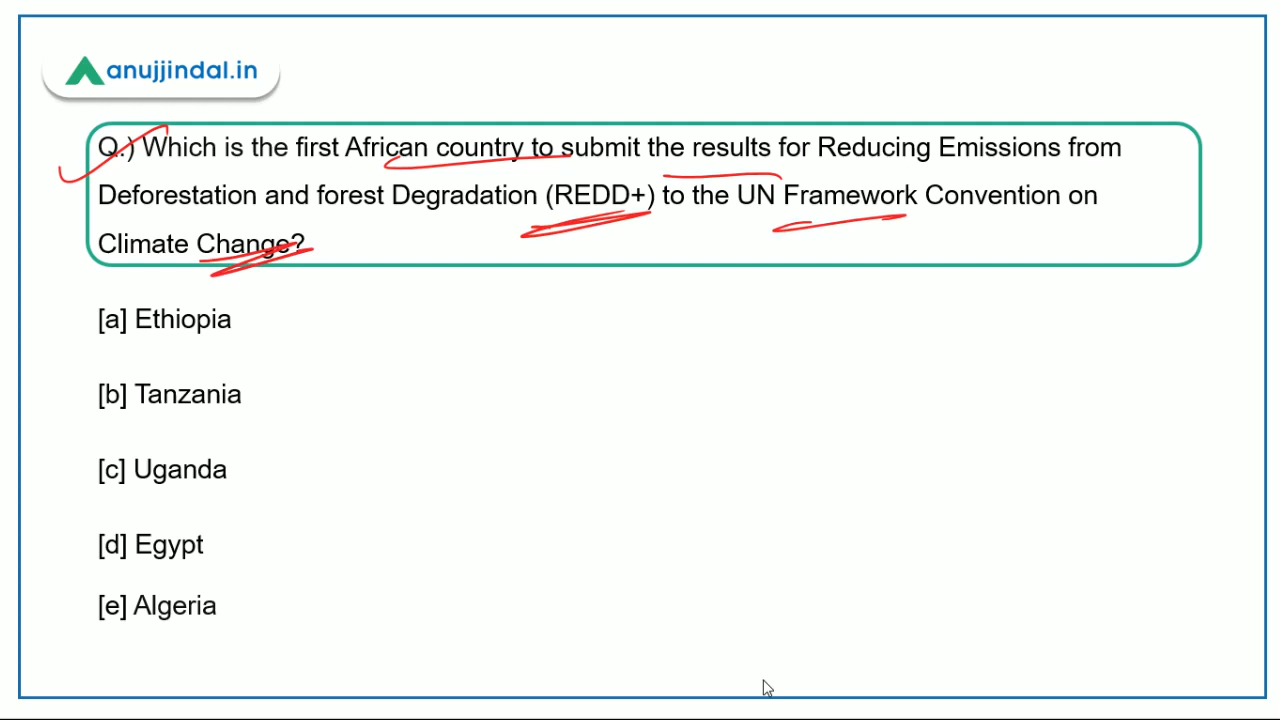 anujjindal.in
Q.) Which is the first African country to submit the results for Reducing Emissions from
Deforestation and forest Degradation (REDD+) to the UN Framework Convention on
Climate Change?
[a] Ethiopia
[b] Tanzania
[c] Uganda
[d] Egypt
[e] Algeria